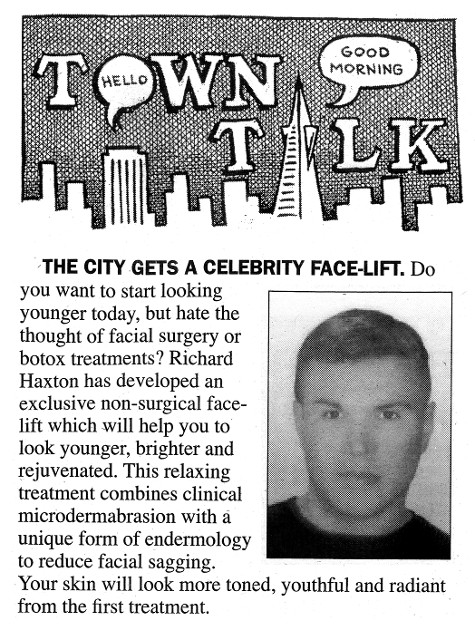 TOWN
HELLO
GOOD
MORNING
TALK
THE CITY GETS A CELEBRITY FACE-LIFT. Do
you want to start looking
younger today, but hate the
thought of facial surgery or
botox treatments? Richard
Haxton has developed an
exclusive non-surgical face-
lift which will help you to
look younger, brighter and
rejuvenated. This relaxing
treatment combines clinical
microdermabrasion with a
unique form of endermology
to reduce facial sagging.
Your skin will look more toned, youthful and radiant
from the first treatment.